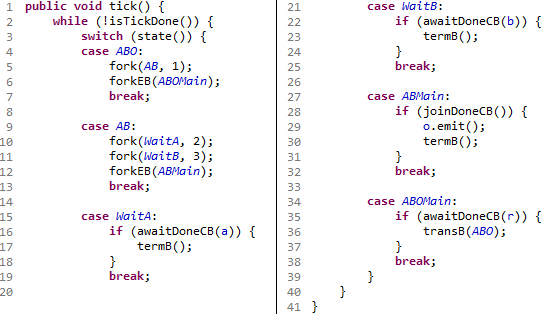 1 public void tick() {
2 while (!isTickDone()) {
3 switch (state()) {
4 case ABO:
5 fork(AB, 1);
6 forkEB(ABOMain);
7 break;
8
9 case AB:
10 fork(WaitA, 2);
11 fork(WaitB, 3);
12 forkEB(ABMain);
13 break;
14
15 case WaitA:
16 if (awaitDoneCB(a)) {
17 termB();
18 }
19 break;
20
21 case WaitB:
22 if (awaitDoneCB(b)) {
23 termB();
24 }
25 break;
26
27 case ABMain:
28 if (joinDoneCB()) {
29 o.emit();
30 termB();
31 }
32 break;
33
34 case ABOMain:
35 if (awaitDoneCB(r)) {
36 transB(ABO);
37 }
38 break;
39 }
40 }
41 }